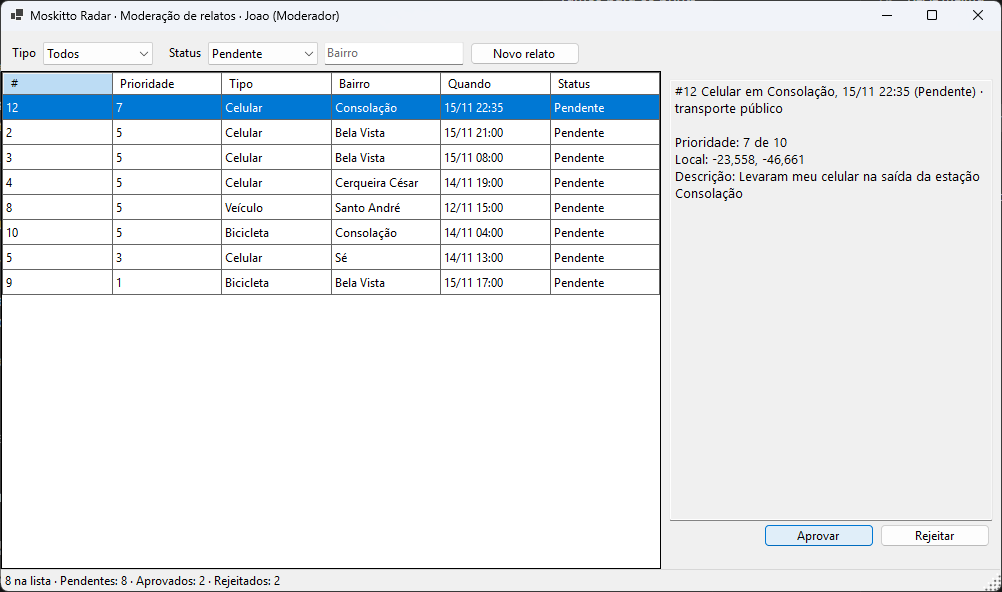 Moskitto Radar · Moderação de relatos · Joao (Moderador)
Tipo Todos Status Pendente Bairro Novo relato
# Prioridade Tipo Bairro Quando Status
12 7 Celular Consolação 15/11 22:35 Pendente
2 5 Celular Bela Vista 15/11 21:00 Pendente
3 5 Celular Bela Vista 15/11 08:00 Pendente
4 5 Celular Cerqueira César 14/11 19:00 Pendente
8 5 Veículo Santo André 12/11 15:00 Pendente
10 5 Bicicleta Consolação 14/11 04:00 Pendente
5 3 Celular Sé 14/11 13:00 Pendente
9 1 Bicicleta Bela Vista 15/11 17:00 Pendente
#12 Celular em Consolação, 15/11 22:35 (Pendente) ·
transporte público
Prioridade: 7 de 10
Local: -23,558, -46,661
Descrição: Levaram meu celular na saída da estação
Consolação
Aprovar Rejeitar
8 na lista · Pendentes: 8 · Aprovados: 2 · Rejeitados: 2